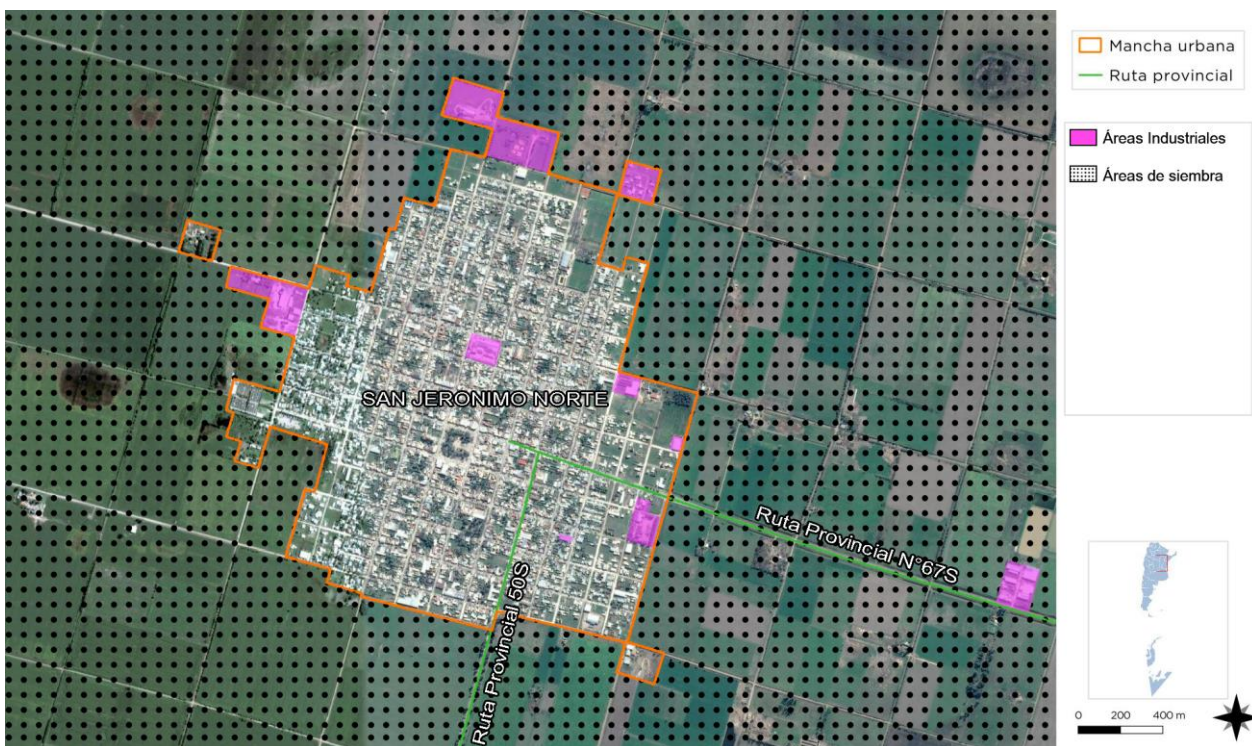 Mancha urbana
Ruta provincial
Áreas Industriales
Áreas de siembra
SAN JERONIMO NORTE
Ruta Provincial N°67S
Ruta Provincial 50S
0 200 400 m